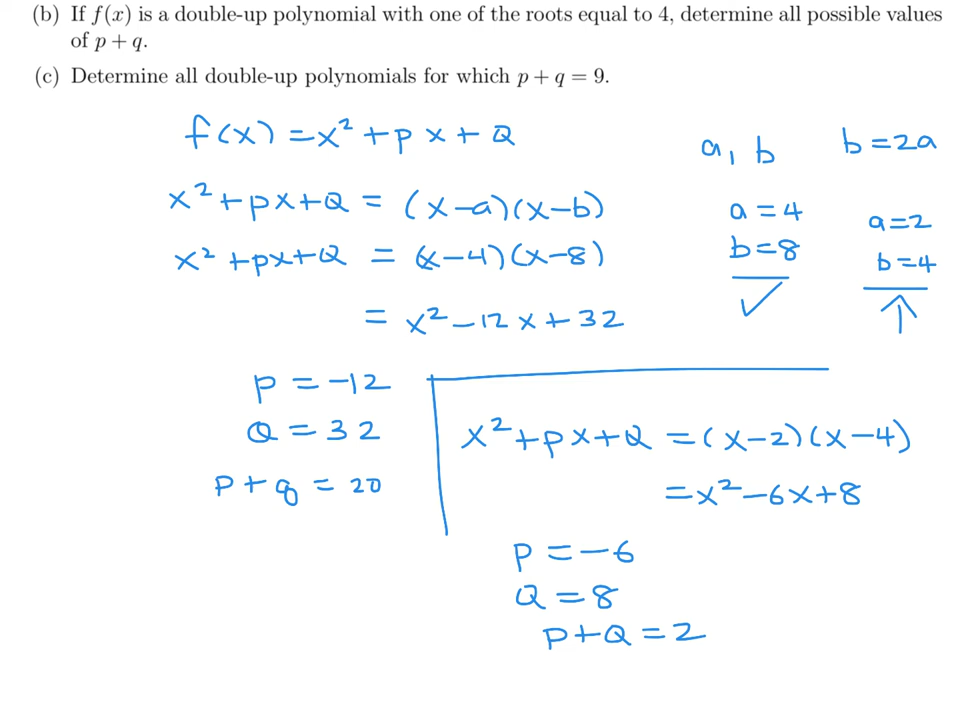 (b) If f(x) is a double-up polynomial with one of the roots equal to 4, determine all possible values
of p + q.
(c) Determine all double-up polynomials for which p + q = 9.
f(x) = x² + p x + Q
a, b
b = 2a
x² + px + Q = (x-a)(x-b)
a = 4
a = 2
x² + px + Q = (x-4)(x-8)
b = 8
b = 4
= x² - 12 x + 32
p = -12
Q = 32
p + q = 20
x² + px + Q = (x-2)(x-4)
= x² - 6x + 8
p = -6
Q = 8
p + Q = 2